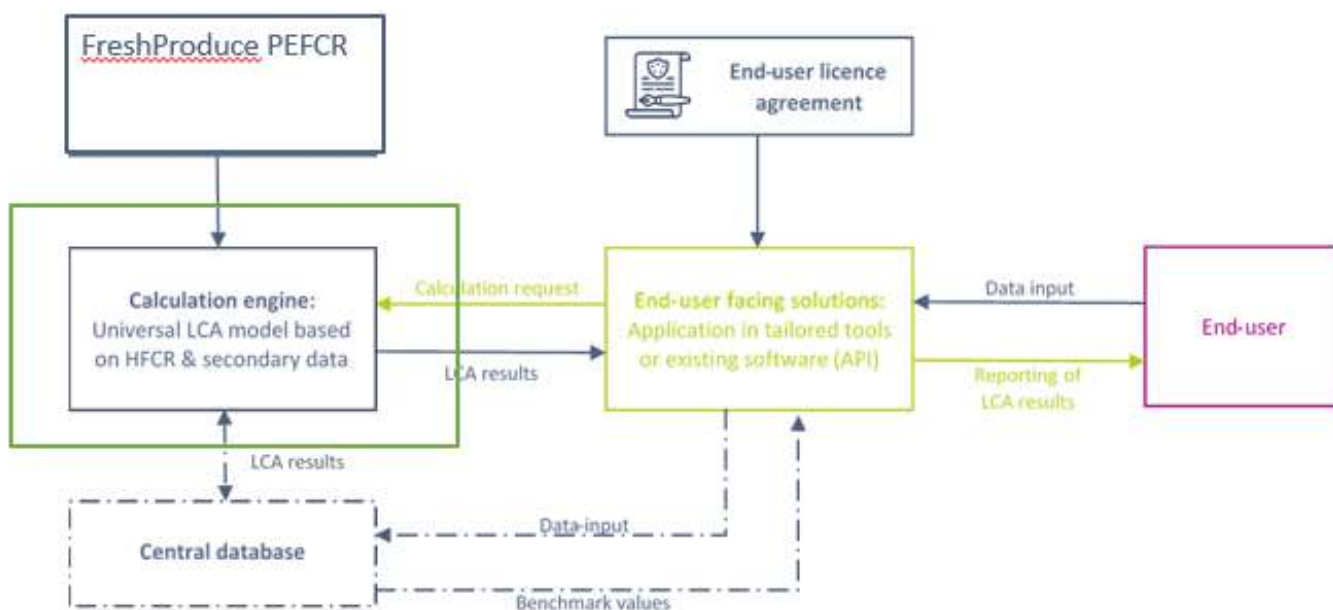 FreshProduce PEFCR
End-user licence
agreement
Calculation engine:
Universal LCA model based
on HFCR & secondary data
Calculation request
LCA results
End-user facing solutions:
Application in tailored tools
or existing software (API)
Data input
Reporting of
LCA results
End-user
LCA results
Central database
Data-input
Benchmark values